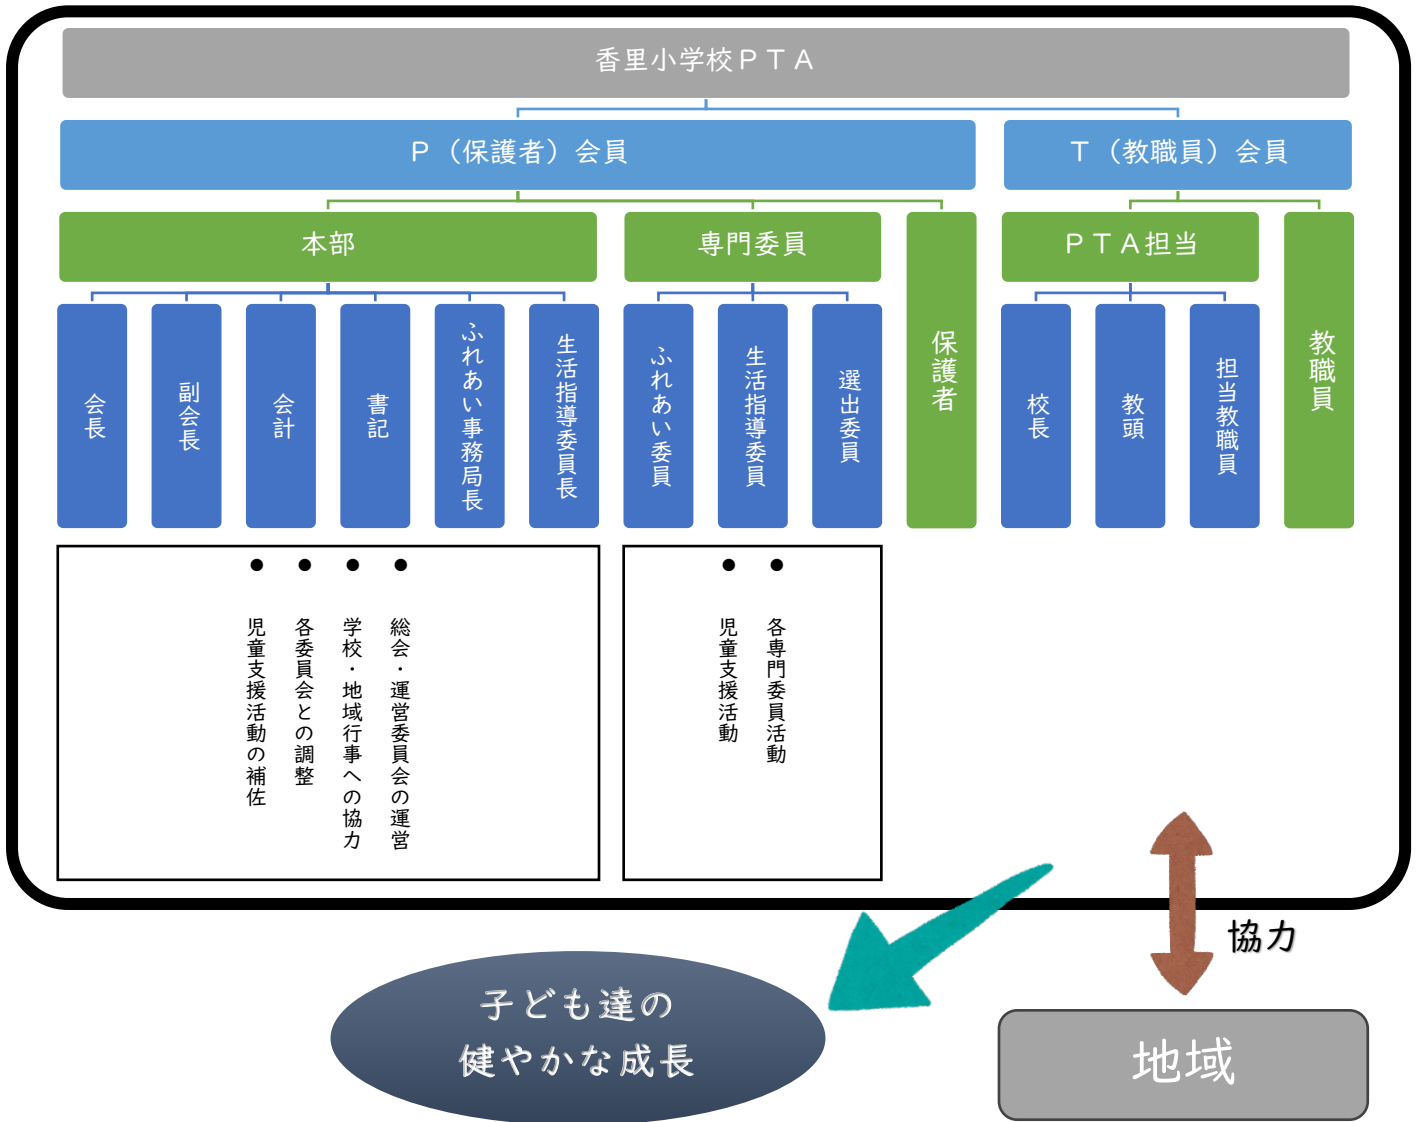 香里小学校ＰＴＡ
Ｐ（保護者）会員
Ｔ（教職員）会員
本部
専門委員
保護者
ＰＴＡ担当
教職員
会長
副会長
会計
書記
ふれあい事務局長
生活指導委員長
ふれあい委員
生活指導委員
選出委員
校長
教頭
担当教職員
● 総会・運営委員会の運営
● 学校・地域行事への協力
● 各委員会との調整
● 児童支援活動の補佐
● 各専門委員活動
● 児童支援活動
協力
子ども達の
健やかな成長
地域